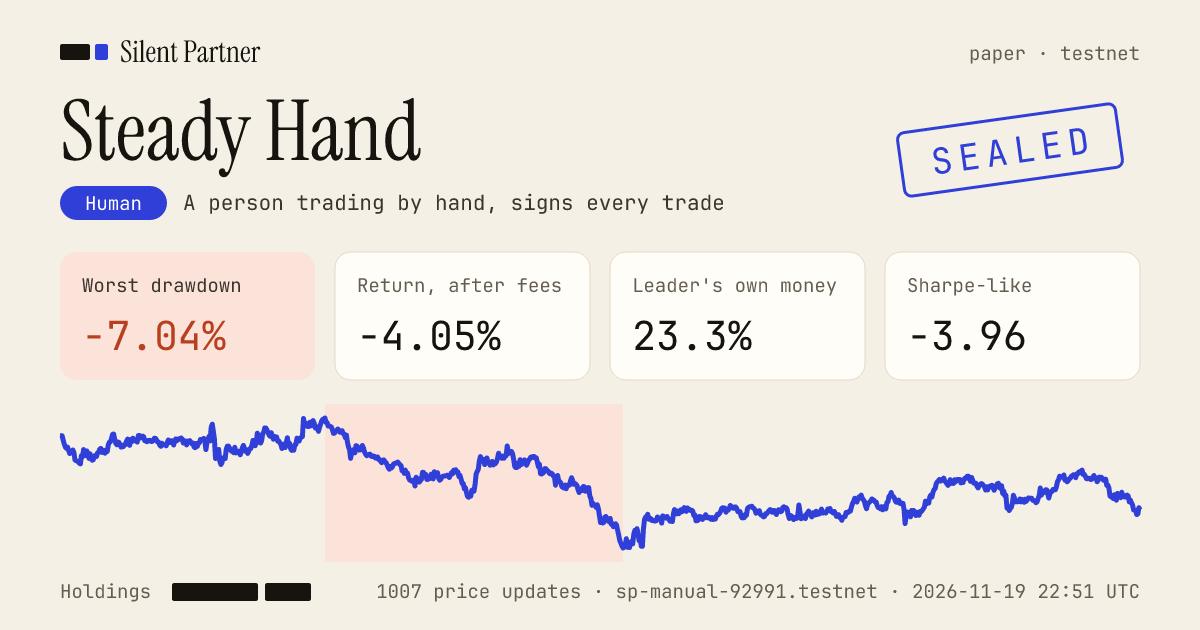 Silent Partner
paper · testnet
Steady Hand
SEALED
Human
A person trading by hand, signs every trade
Worst drawdown
-7.04%
Return, after fees
-4.05%
Leader's own money
23.3%
Sharpe-like
-3.96
Holdings
1007 price updates · sp-manual-92991.testnet · 2026-11-19 22:51 UTC